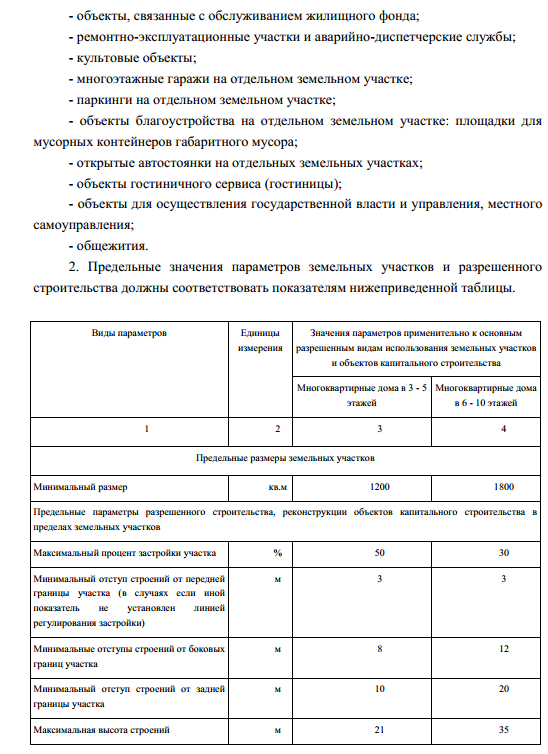 - объекты, связанные с обслуживанием жилищного фонда;
- ремонтно-эксплуатационные участки и аварийно-диспетчерские службы;
- культовые объекты;
- многоэтажные гаражи на отдельном земельном участке;
- паркинги на отдельном земельном участке;
- объекты благоустройства на отдельном земельном участке: площадки для
мусорных контейнеров габаритного мусора;
- открытые автостоянки на отдельных земельных участках;
- объекты гостиничного сервиса (гостиницы);
- объекты для осуществления государственной власти и управления, местного
самоуправления;
- общежития.
2. Предельные значения параметров земельных участков и разрешенного
строительства должны соответствовать показателям нижеприведенной таблицы.
Виды параметров
Единицы
измерения
Значения параметров применительно к основным
разрешенным видам использования земельных участков
и объектов капитального строительства
Многоквартирные дома в 3 - 5
этажей
Многоквартирные дома
в 6 - 10 этажей
1 2 3 4
Предельные размеры земельных участков
Минимальный размер кв.м 1200 1800
Предельные параметры разрешенного строительства, реконструкции объектов капитального строительства в
пределах земельных участков
Максимальный процент застройки участка % 50 30
Минимальный отступ строений от передней м 3 3
границы участка (в случаях если иной
показатель не установлен линией
регулирования застройки)
Минимальные отступы строений от боковых м 8 12
границ участка
Минимальный отступ строений от задней м 10 20
границы участка
Максимальная высота строений м 21 35